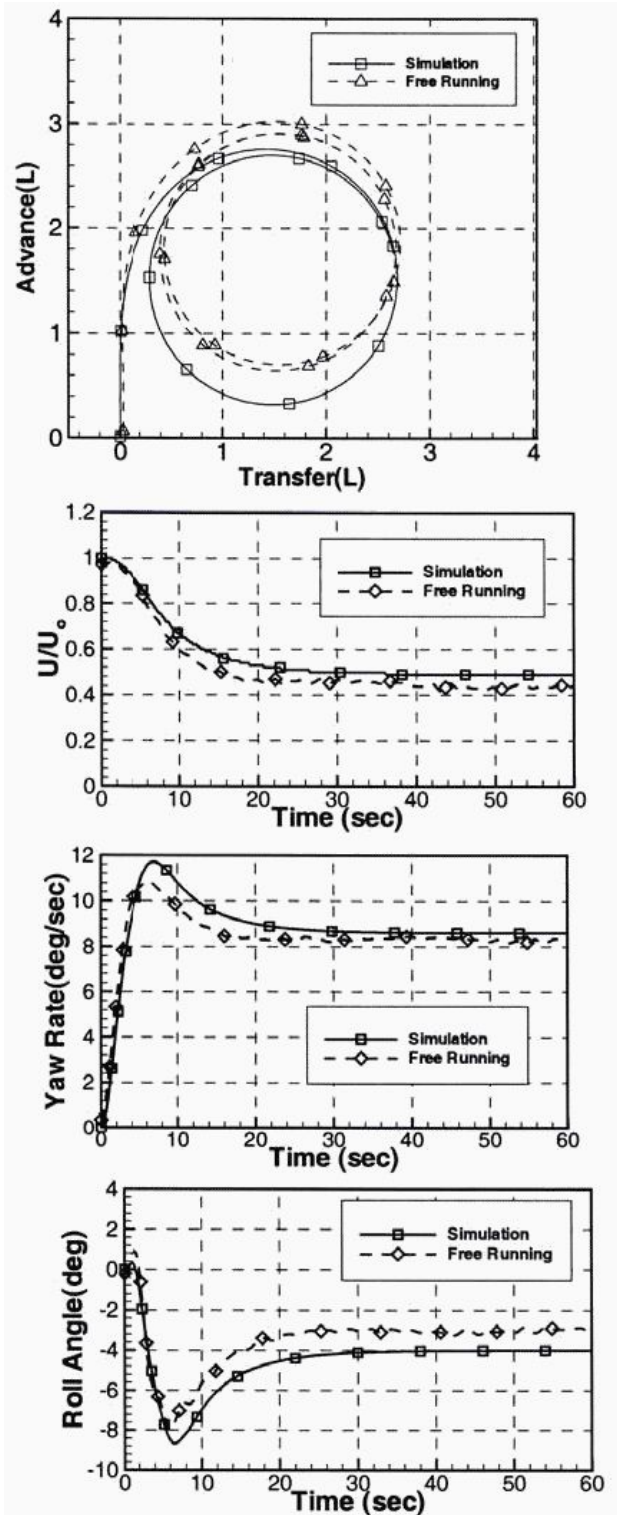 4
3
2
1
0
Advance(L)
Simulation
Free Running
0 1 2 3 4
Transfer(L)
1.2
1
0.8
0.6
0.4
0.2
0
U/U₀
Simulation
Free Running
0 10 20 30 40 50 60
Time (sec)
12
10
8
6
4
2
0
Yaw Rate(deg/sec)
Simulation
Free Running
0 10 20 30 40 50 60
Time (sec)
4
2
0
-2
-4
-6
-8
-10
Roll Angle(deg)
Simulation
Free Running
0 10 20 30 40 50 60
Time (sec)